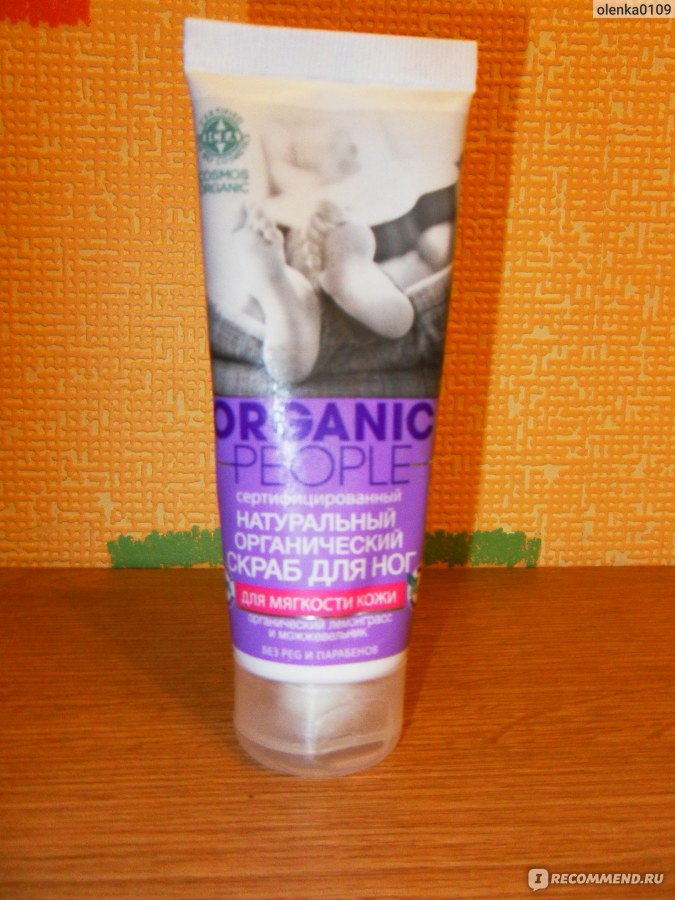 olenka0109
COSMOS
ORGANIC
ORGANIC
PEOPLE
сертифицированный
НАТУРАЛЬНЫЙ
ОРГАНИЧЕСКИЙ
СКРАБ ДЛЯ НОГ
ДЛЯ МЯГКОСТИ КОЖИ
органический лемонграсс
и можжевельник
БЕЗ PEG И ПАРАБЕНОВ
IRECOMMEND.RU